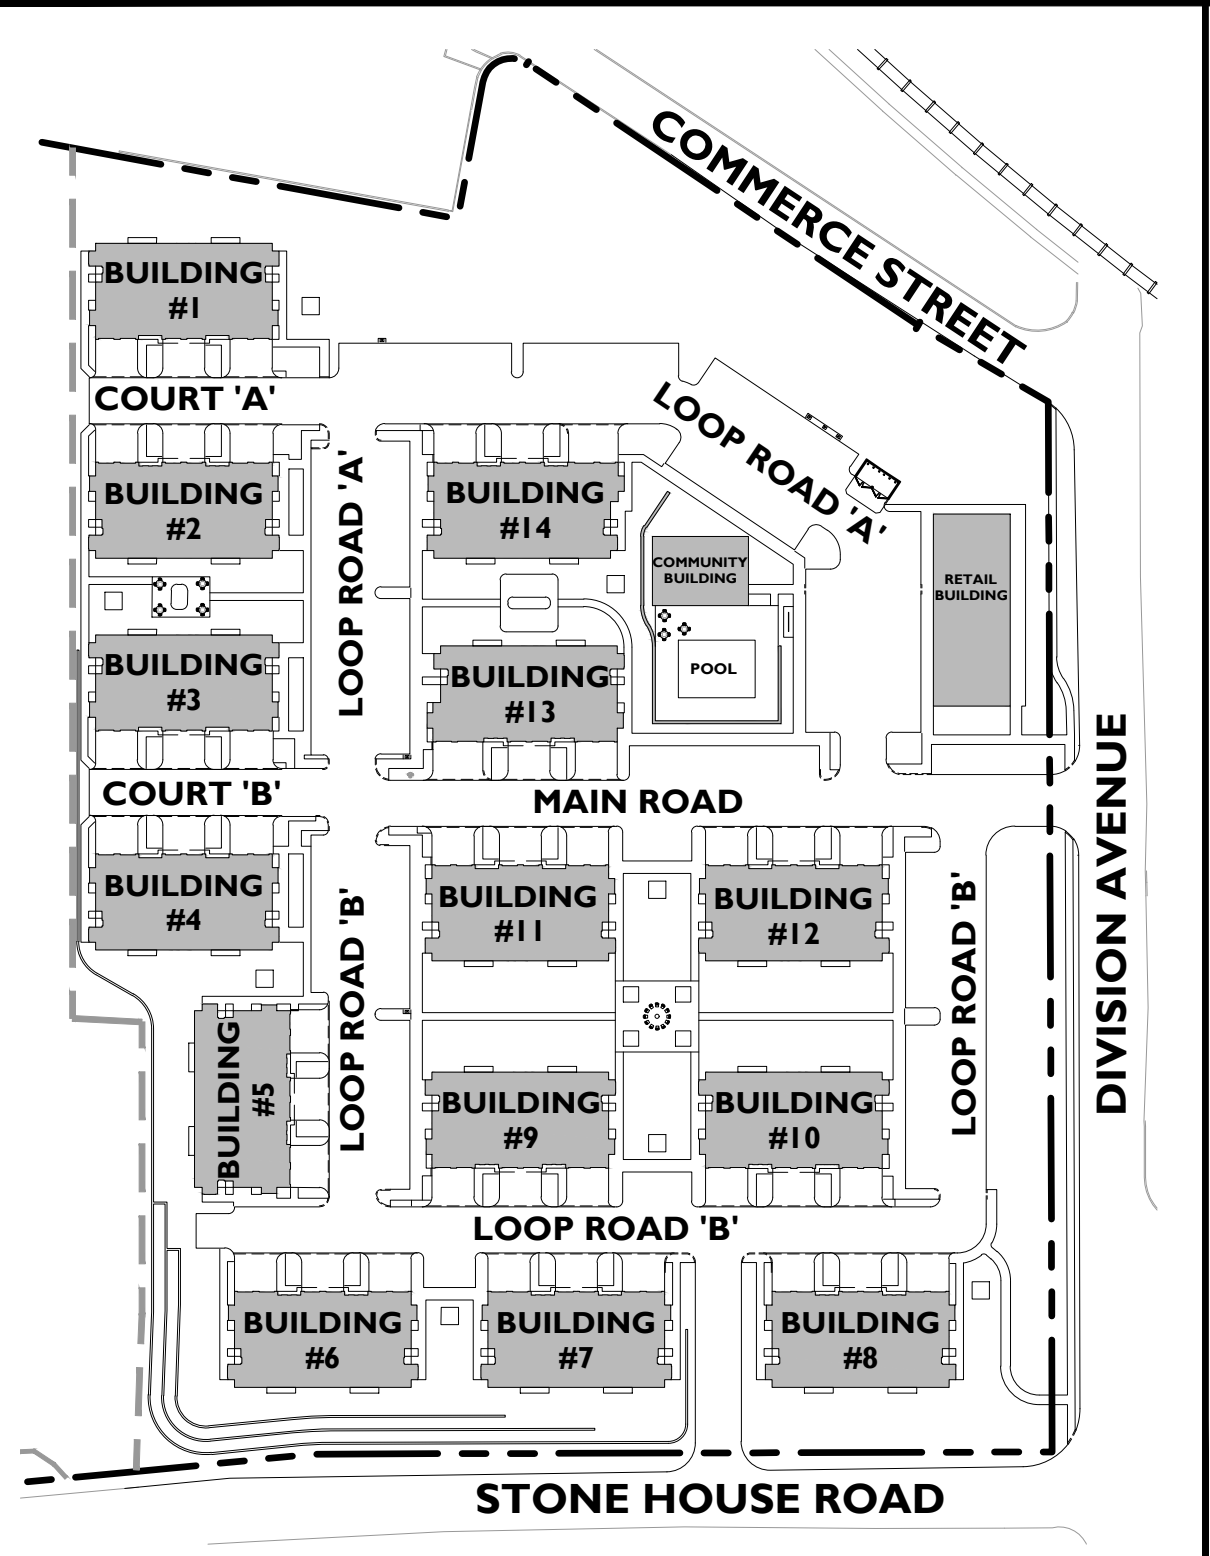 COMMERCE STREET
BUILDING
#1
COURT 'A'
LOOP ROAD 'A'
BUILDING
#2
LOOP ROAD 'A'
BUILDING
#14
COMMUNITY
BUILDING
RETAIL
BUILDING
BUILDING
#3
BUILDING
#13
POOL
COURT 'B'
MAIN ROAD
DIVISION AVENUE
BUILDING
#4
LOOP ROAD 'B'
BUILDING
#11
BUILDING
#12
LOOP ROAD 'B'
BUILDING
#5
BUILDING
#9
BUILDING
#10
LOOP ROAD 'B'
BUILDING
#6
BUILDING
#7
BUILDING
#8
STONE HOUSE ROAD